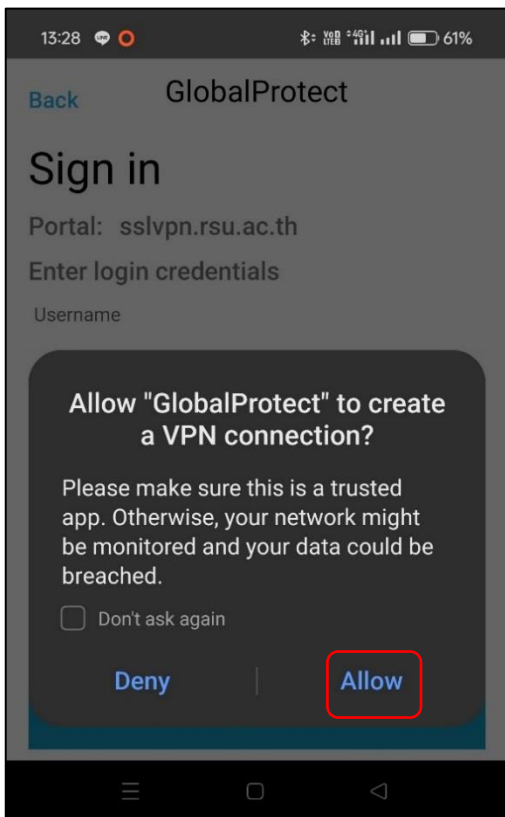 13:28 61%
Back GlobalProtect
Sign in
Portal: sslvpn.rsu.ac.th
Enter login credentials
Username
Allow "GlobalProtect" to create
a VPN connection?
Please make sure this is a trusted
app. Otherwise, your network might
be monitored and your data could be
breached.
Don't ask again
Deny Allow